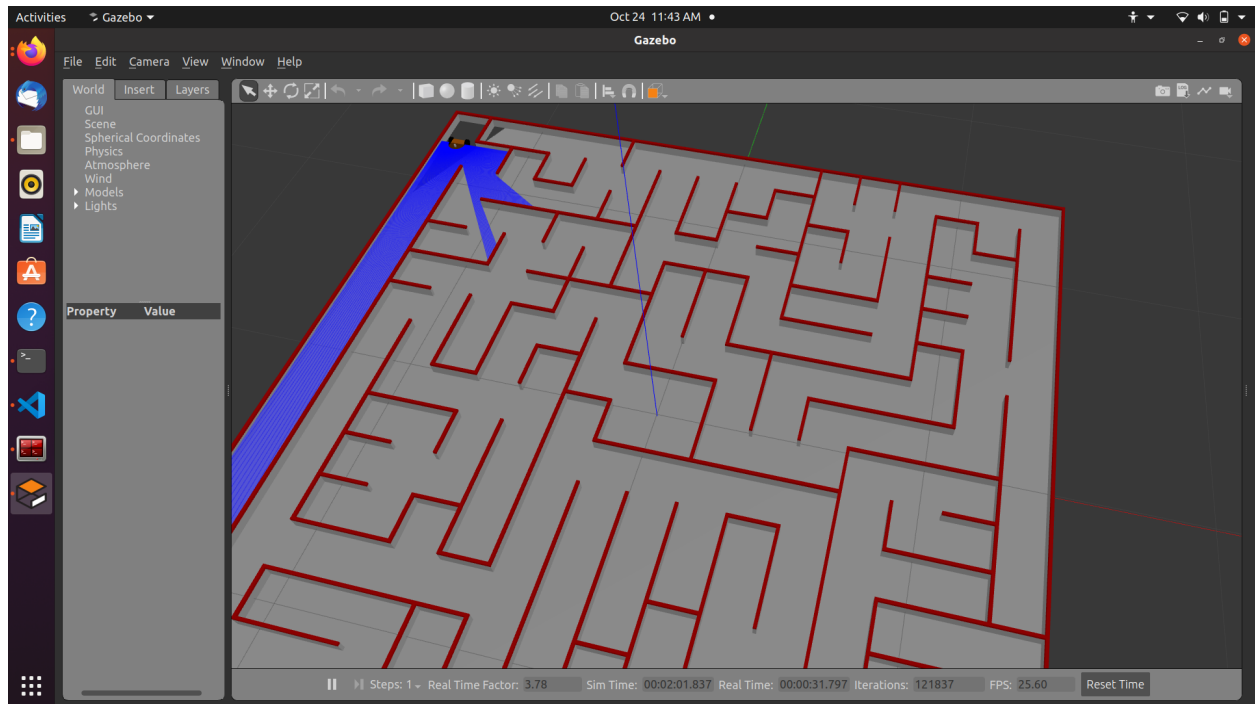 Activities Gazebo Oct 24 11:43 AM
Gazebo
File Edit Camera View Window Help
World Insert Layers
GUI
Scene
Spherical Coordinates
Physics
Atmosphere
Wind
Models
Lights
Property Value
Steps: 1 Real Time Factor: 3.78 Sim Time: 00:02:01.837 Real Time: 00:00:31.797 Iterations: 121837 FPS: 25.60 Reset Time